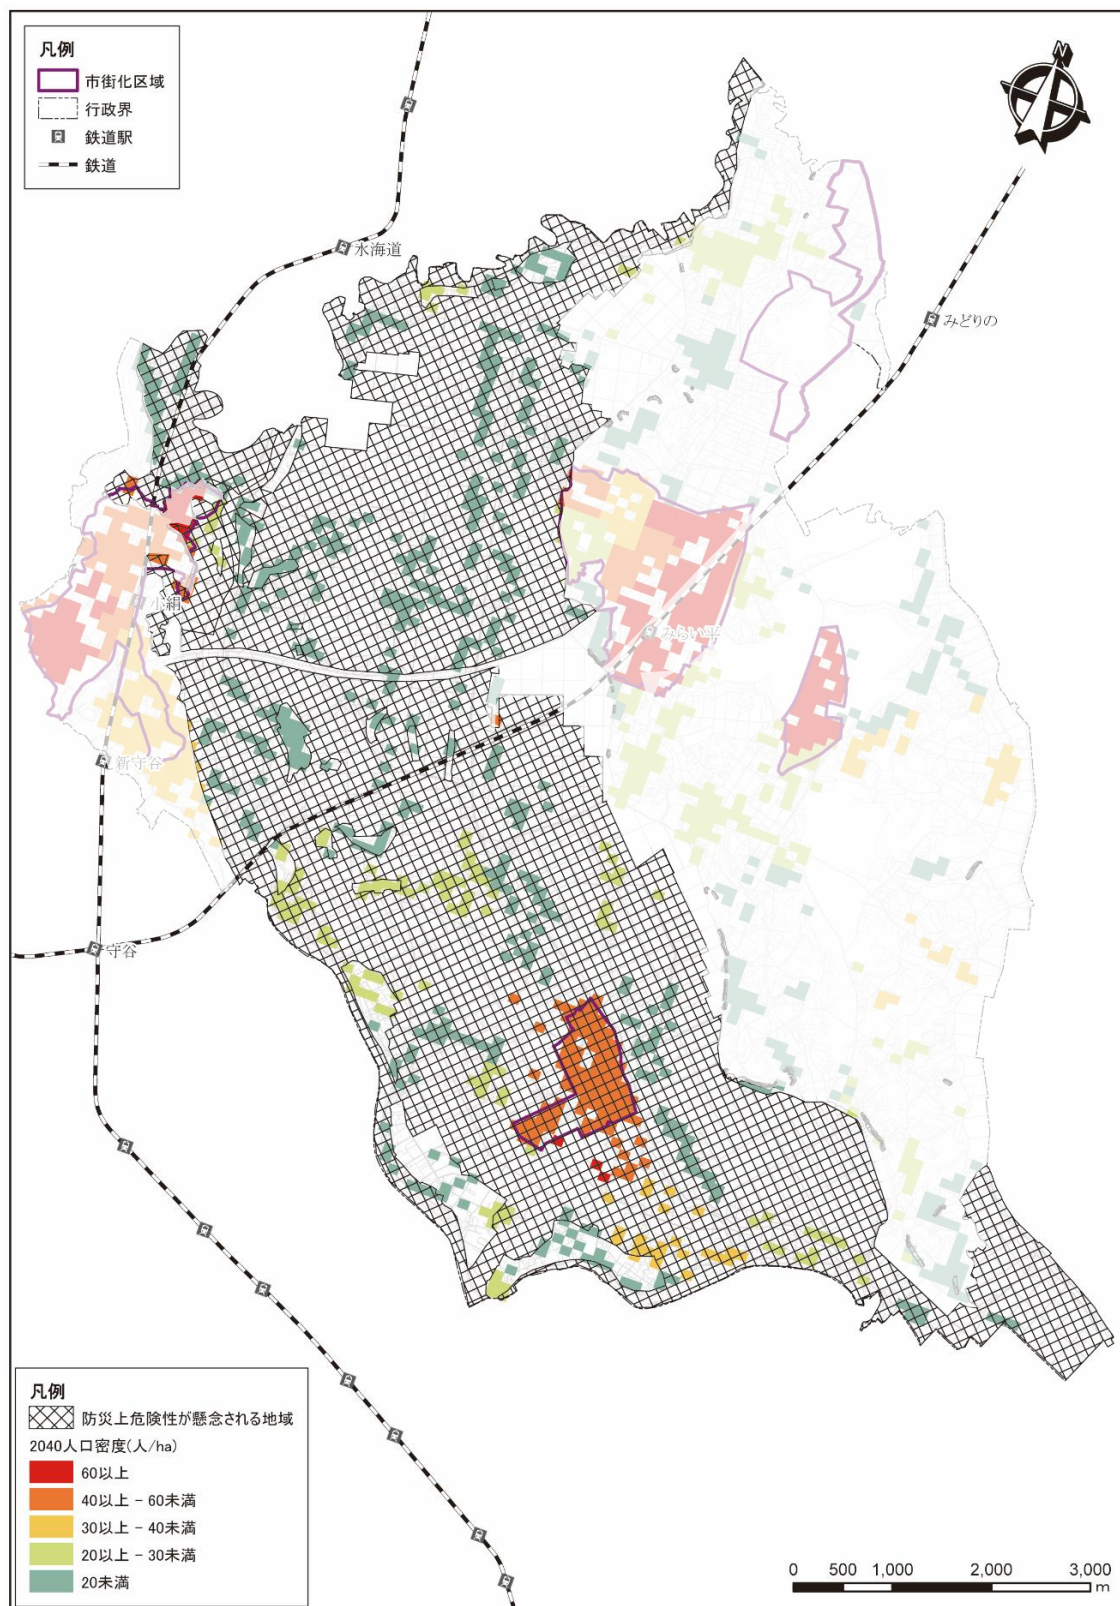 凡例
市街化区域
行政界
鉄道駅
鉄道
N
水海道
みどりの
小絹
みらい平
新守谷
守谷
凡例
防災上危険性が懸念される地域
2040人口密度(人/ha)
60以上
40以上 − 60未満
30以上 − 40未満
20以上 − 30未満
20未満
0 500 1,000 2,000 3,000
m